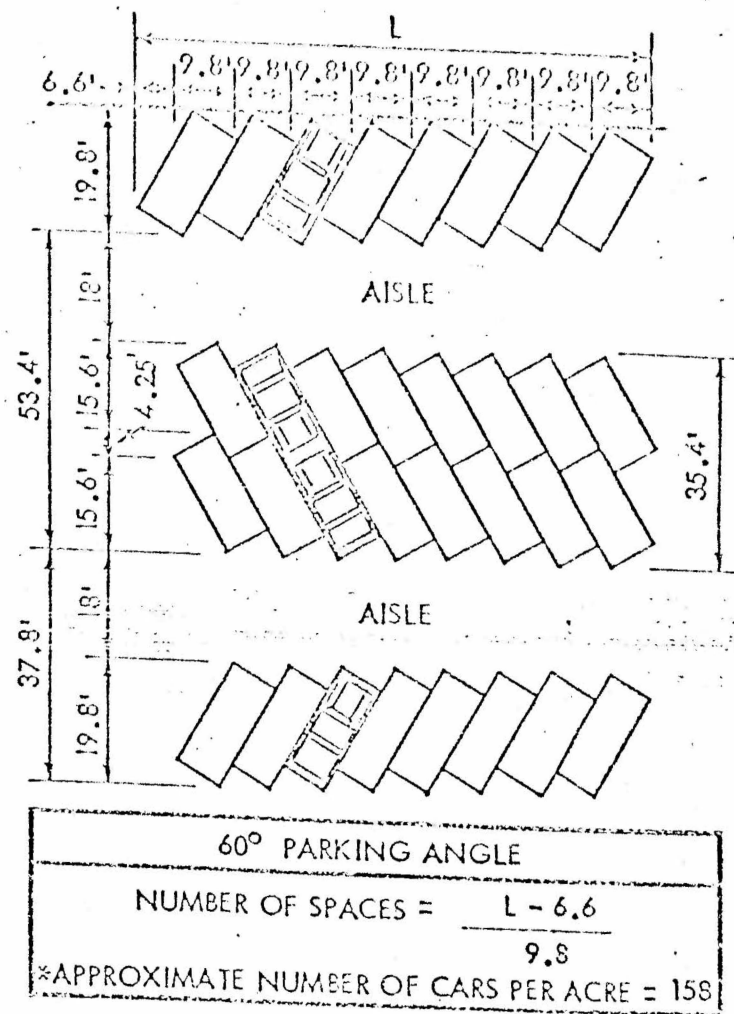 L
6.6' 9.8' 9.8' 9.8' 9.8' 9.8' 9.8' 9.8' 9.8'
19.8'
18'
AISLE
53.4'
15.6'
4.25'
15.6'
35.4'
18'
AISLE
37.8'
19.8'
60° PARKING ANGLE
NUMBER OF SPACES = L - 6.6
9.8
*APPROXIMATE NUMBER OF CARS PER ACRE = 158